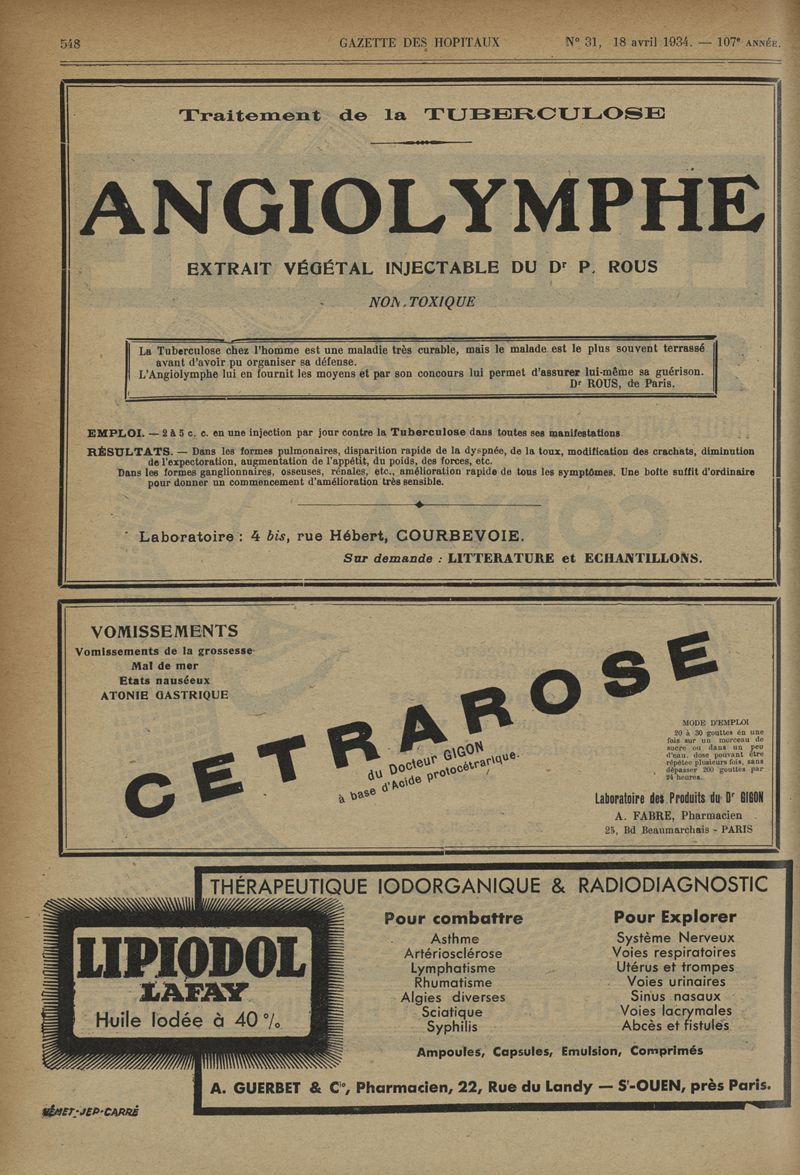 548
GAZETTE DES HOPITAUX
N° 31, 18 avril 1934. — 107e ANNÉE.
Traitement de la TUBERCULOSE
ANGIOLYMPHE
EXTRAIT VÉGÉTAL INJECTABLE DU Dr P. ROUS
NON TOXIQUE
La Tuberculose chez l'homme est une maladie très curable, mais le malade est le plus souvent terrassé
avant d'avoir pu organiser sa défense.
L'Angiolymphe lui en fournit les moyens et par son concours lui permet d'assurer lui-même sa guérison.
Dr ROUS, de Paris.
EMPLOI. — 2 à 5 c. c. en une injection par jour contre la Tuberculose dans toutes ses manifestations
RÉSULTATS. — Dans les formes pulmonaires, disparition rapide de la dyspnée, de la toux, modification des crachats, diminution
de l'expectoration, augmentation de l'appétit, du poids, des forces, etc.
Dans les formes ganglionnaires, osseuses, rénales, etc., amélioration rapide de tous les symptômes. Une boîte suffit d'ordinaire
pour donner un commencement d'amélioration très sensible.
Laboratoire : 4 bis, rue Hébert, COURBEVOIE.
Sur demande : LITTERATURE et ECHANTILLONS.
VOMISSEMENTS
Vomissements de la grossesse
Mal de mer
Etats nauséeux
ATONIE GASTRIQUE
CETRAROSE
du Docteur GIGON
à base d'Acide protocétrarique.
MODE D'EMPLOI
20 à 30 gouttes en une
fois sur un morceau de
sucre ou dans un peu
d'eau, dose pouvant être
répétée plusieurs fois, sans
dépasser 200 gouttes par
24 heures.
Laboratoire des Produits du Dr GIGON
A. FABRE, Pharmacien
25, Bd Beaumarchais - PARIS
THÉRAPEUTIQUE IODORGANIQUE & RADIODIAGNOSTIC
LIPIODOL
LAFAY
Huile Iodée à 40 %
Pour combattre
Asthme
Artériosclérose
Lymphatisme
Rhumatisme
Algies diverses
Sciatique
Syphilis
Pour Explorer
Système Nerveux
Voies respiratoires
Utérus et trompes
Voies urinaires
Sinus nasaux
Voies lacrymales
Abcès et fistules
Ampoules, Capsules, Emulsion, Comprimés
A. GUERBET & Cie, Pharmacien, 22, Rue du Landy — St-OUEN, près Paris.
JEP-CARRÉ